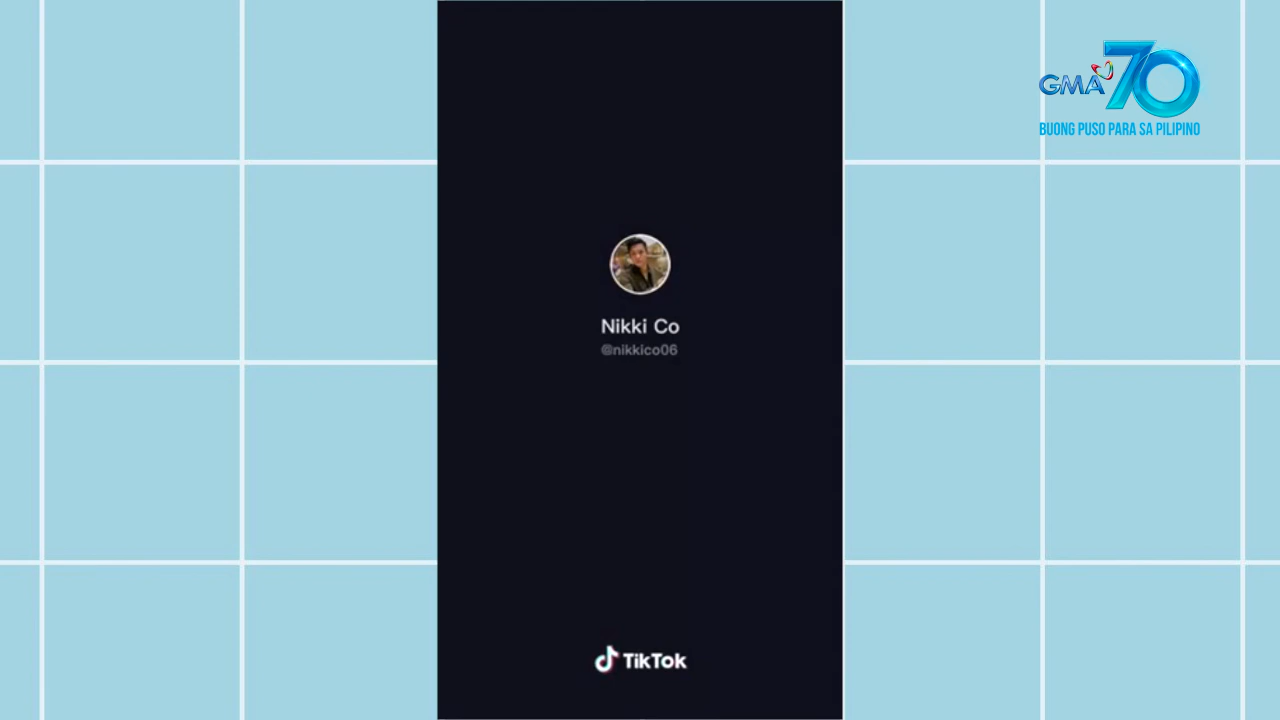 GMA 70
BUONG PUSO PARA SA PILIPINO
Nikki Co
@nikkico06
TikTok